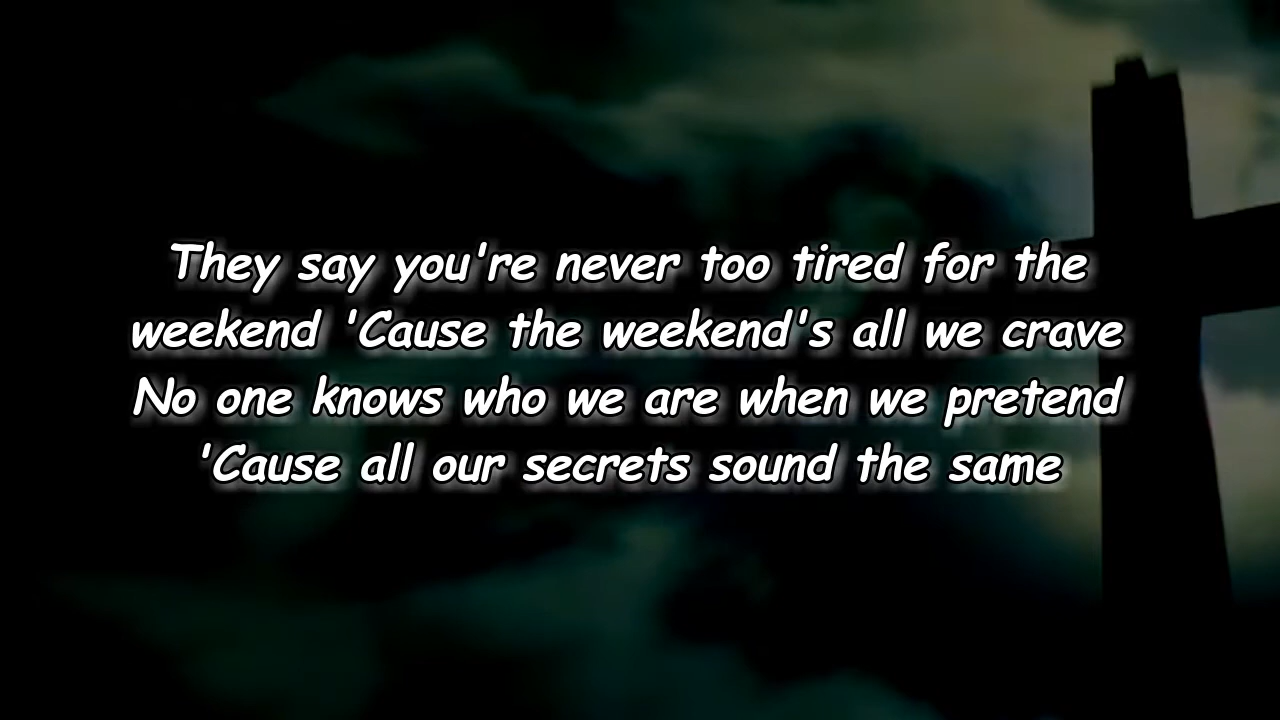 They say you're never too tired for the
weekend 'Cause the weekend's all we crave
No one knows who we are when we pretend
'Cause all our secrets sound the same